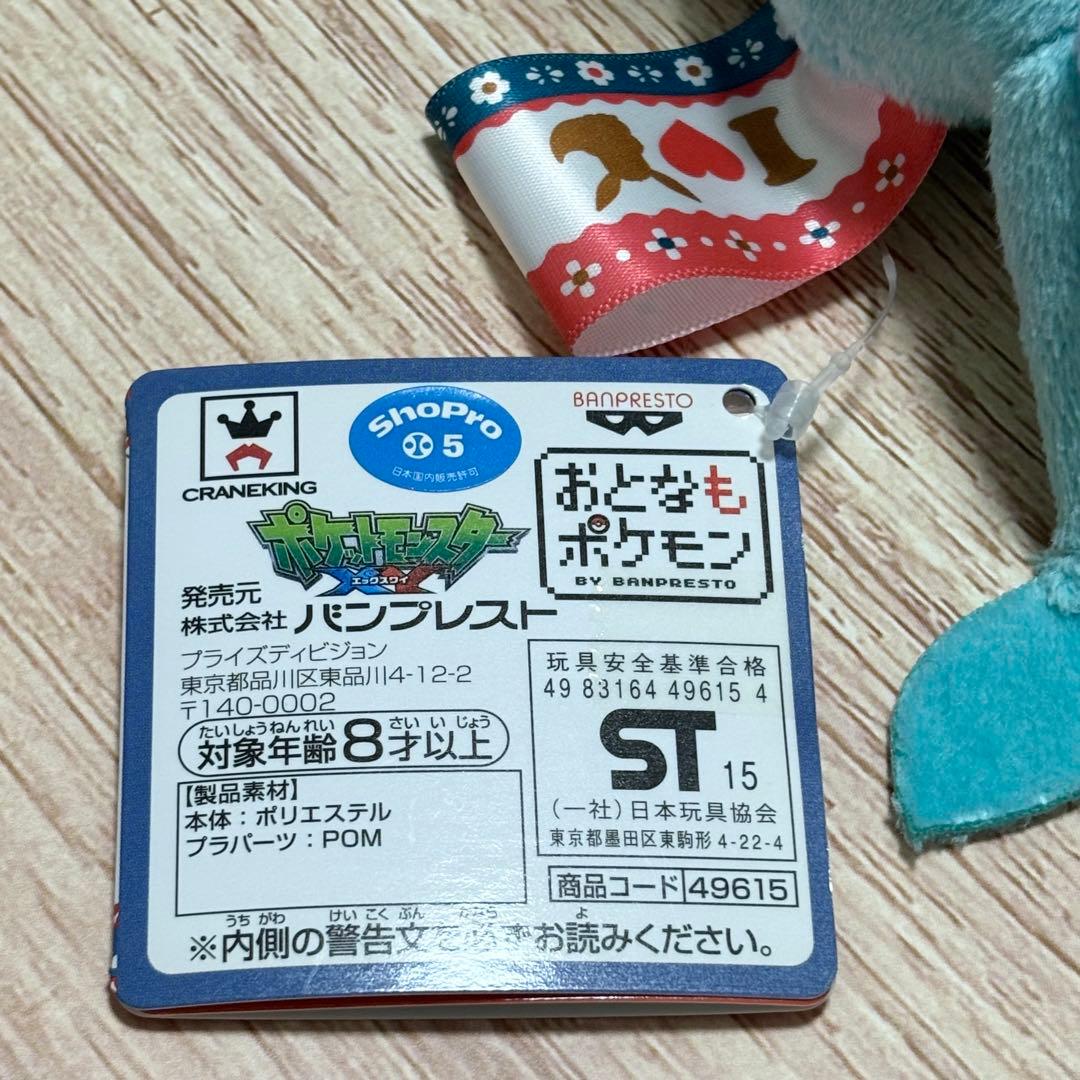 I
CRANEKING
ShoPro
5
日本国内販売許可
BANPRESTO
おとなも
ポケモン
BY BANPRESTO
ポケットモンスター
XY
エックスワイ
発売元
株式会社 バンプレスト
プライズディビジョン
東京都品川区東品川4-12-2
〒140-0002
たいしょうねんれい さい い じょう
対象年齢8才以上
【製品素材】
本体：ポリエステル
プラパーツ：POM
玩具安全基準合格
49 83164 49615 4
ST 15
(一社)日本玩具協会
東京都墨田区東駒形 4-22-4
商品コード 49615
うち がわ けい こく ぶん よ
※内側の警告文 お読みください。